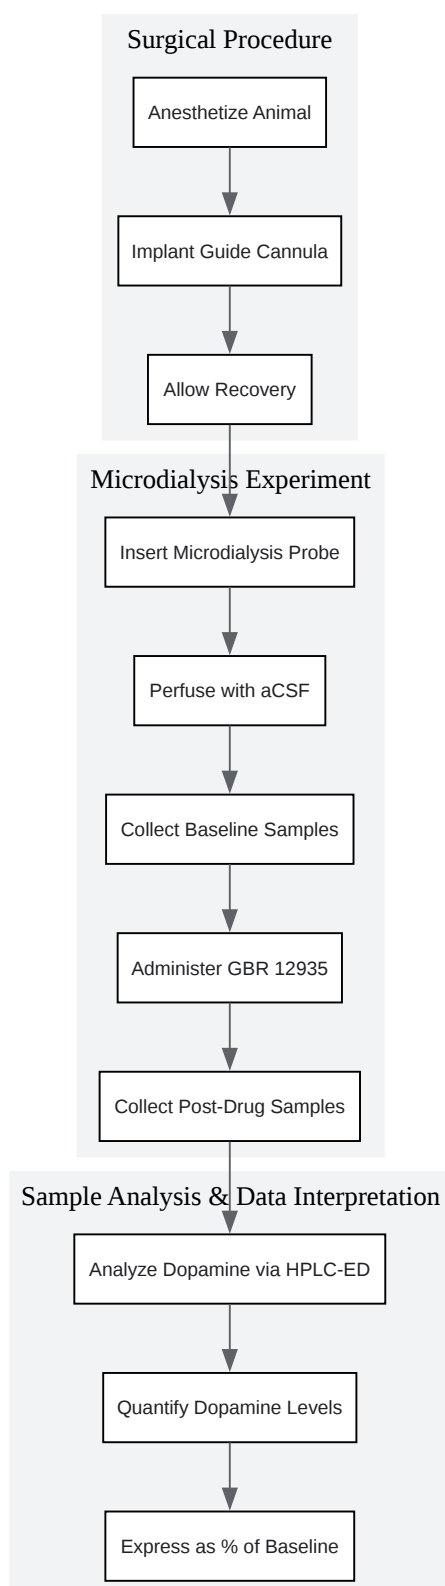 Surgical Procedure
Anesthetize Animal
Implant Guide Cannula
Allow Recovery
Microdialysis Experiment
Insert Microdialysis Probe
Perfuse with aCSF
Collect Baseline Samples
Administer GBR 12935
Collect Post-Drug Samples
Sample Analysis & Data Interpretation
Analyze Dopamine via HPLC-ED
Quantify Dopamine Levels
Express as % of Baseline